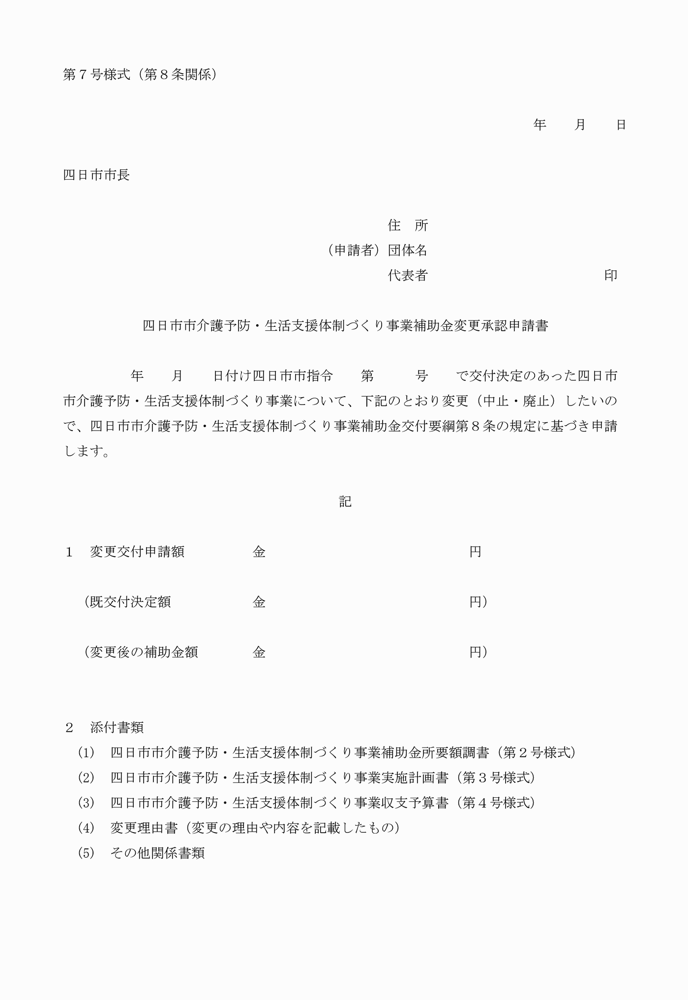 第７号様式（第８条関係）
年　　月　　日
四日市市長
住　所
（申請者）団体名
代表者　　　　　　　　　　　　　印
四日市市介護予防・生活支援体制づくり事業補助金変更承認申請書
年　　月　　日付け四日市市指令　　第　　　号　　で交付決定のあった四日市
市介護予防・生活支援体制づくり事業について、下記のとおり変更（中止・廃止）したいの
で、四日市市介護予防・生活支援体制づくり事業補助金交付要綱第８条の規定に基づき申請
します。
記
１　変更交付申請額　　　　　金　　　　　　　　　　　　　　　円
（既交付決定額　　　　　　金　　　　　　　　　　　　　　　円）
（変更後の補助金額　　　　金　　　　　　　　　　　　　　　円）
２　添付書類
(1)　四日市市介護予防・生活支援体制づくり事業補助金所要額調書（第２号様式）
(2)　四日市市介護予防・生活支援体制づくり事業実施計画書（第３号様式）
(3)　四日市市介護予防・生活支援体制づくり事業収支予算書（第４号様式）
(4)　変更理由書（変更の理由や内容を記載したもの）
(5)　その他関係書類